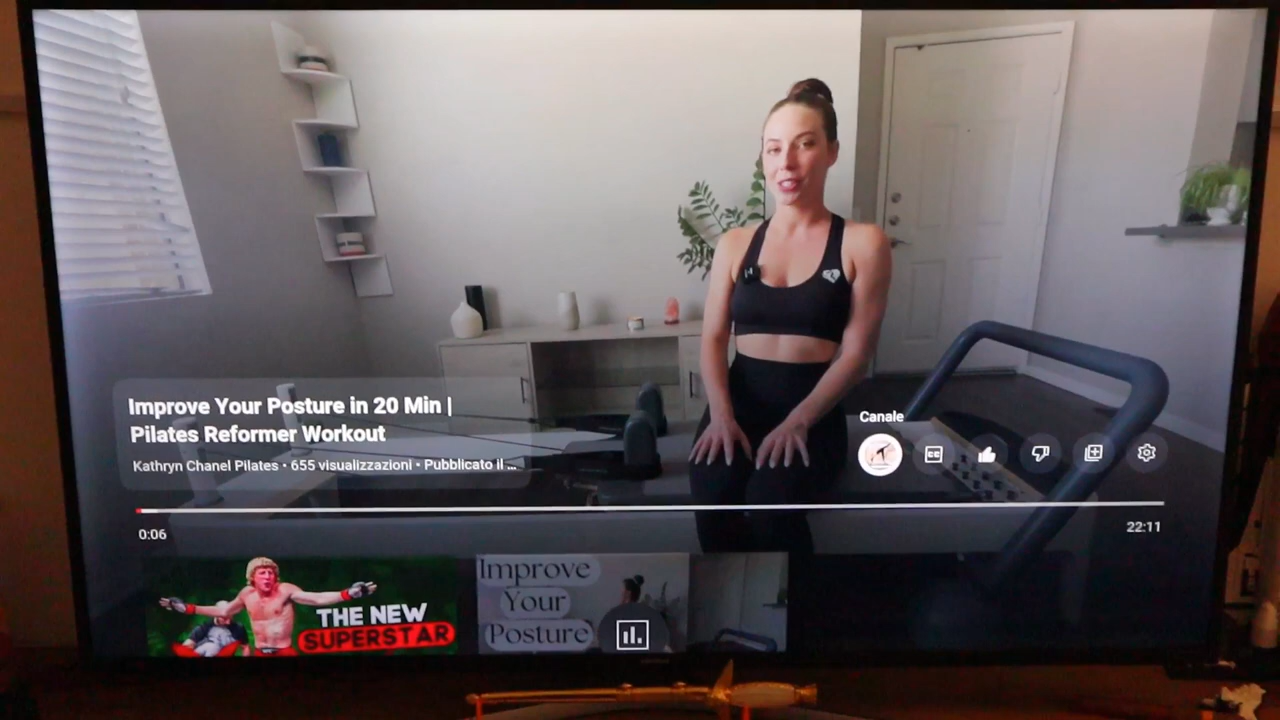 Improve Your Posture in 20 Min |
Pilates Reformer Workout
Kathryn Chanel Pilates • 655 visualizzazioni • Pubblicato il ...
Canale
CC
0:06
22:11
THE NEW
SUPERSTAR
Improve
Your
Posture